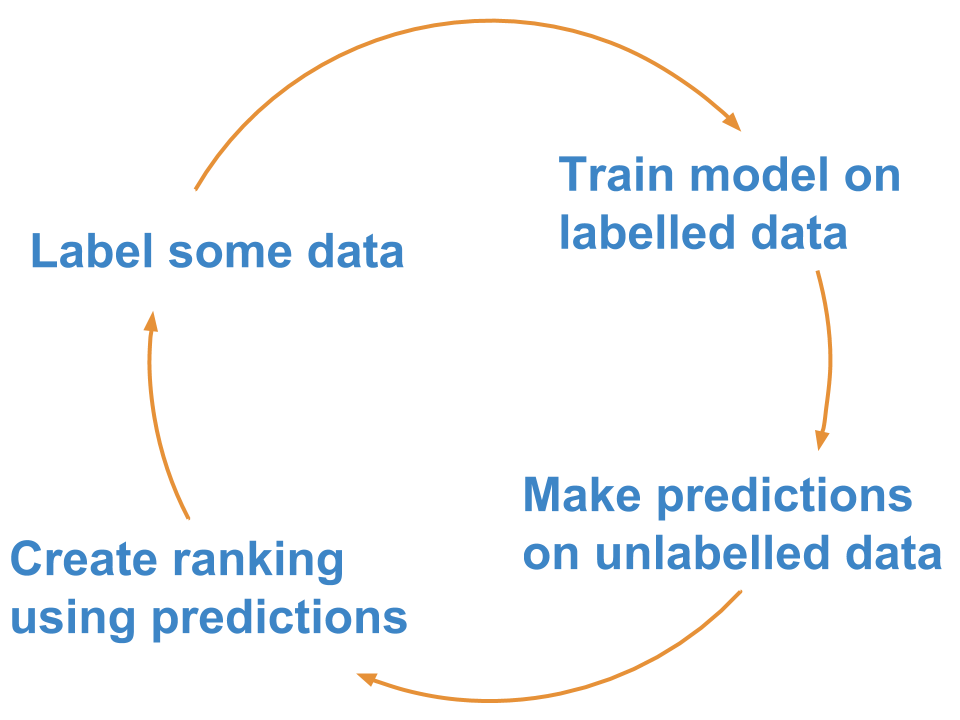 Label some data
Train model on
labelled data
Make predictions
on unlabelled data
Create ranking
using predictions